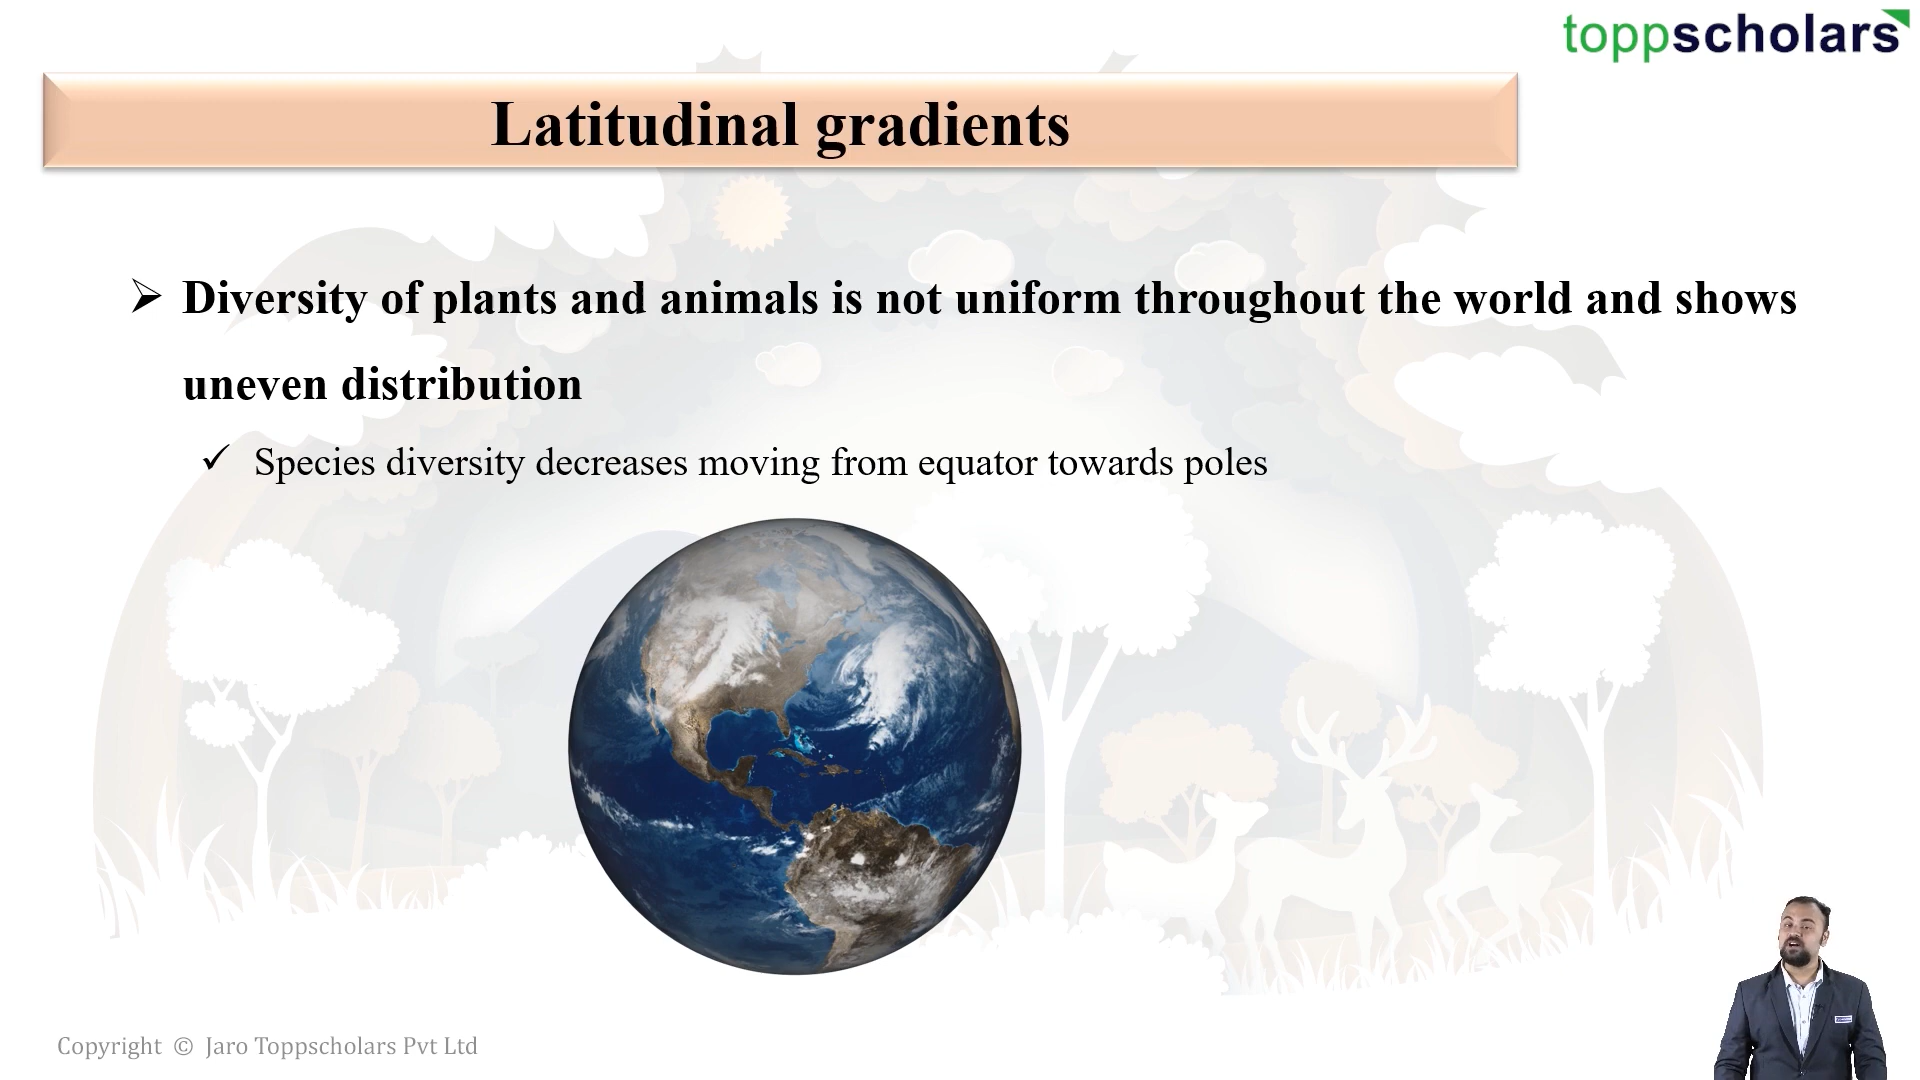 toppscholars
Latitudinal gradients
➢ Diversity of plants and animals is not uniform throughout the world and shows
uneven distribution
✓ Species diversity decreases moving from equator towards poles
Copyright © Jaro Toppscholars Pvt Ltd